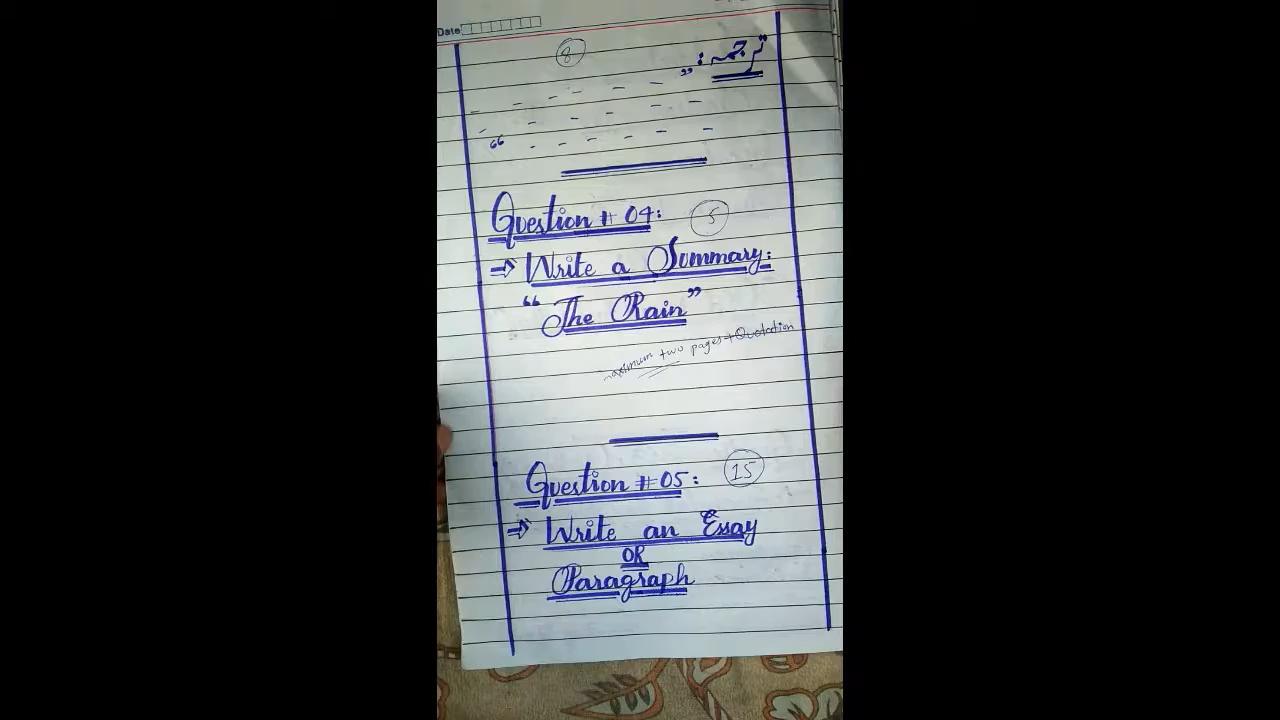 Date
8
ترجمہ:
"
"
Question # 04: 5
⇒ Write a Summary:
"The Rain"
maximum two pages + Quotation
Question # 05: 15
⇒ Write an Essay
OR
Paragraph